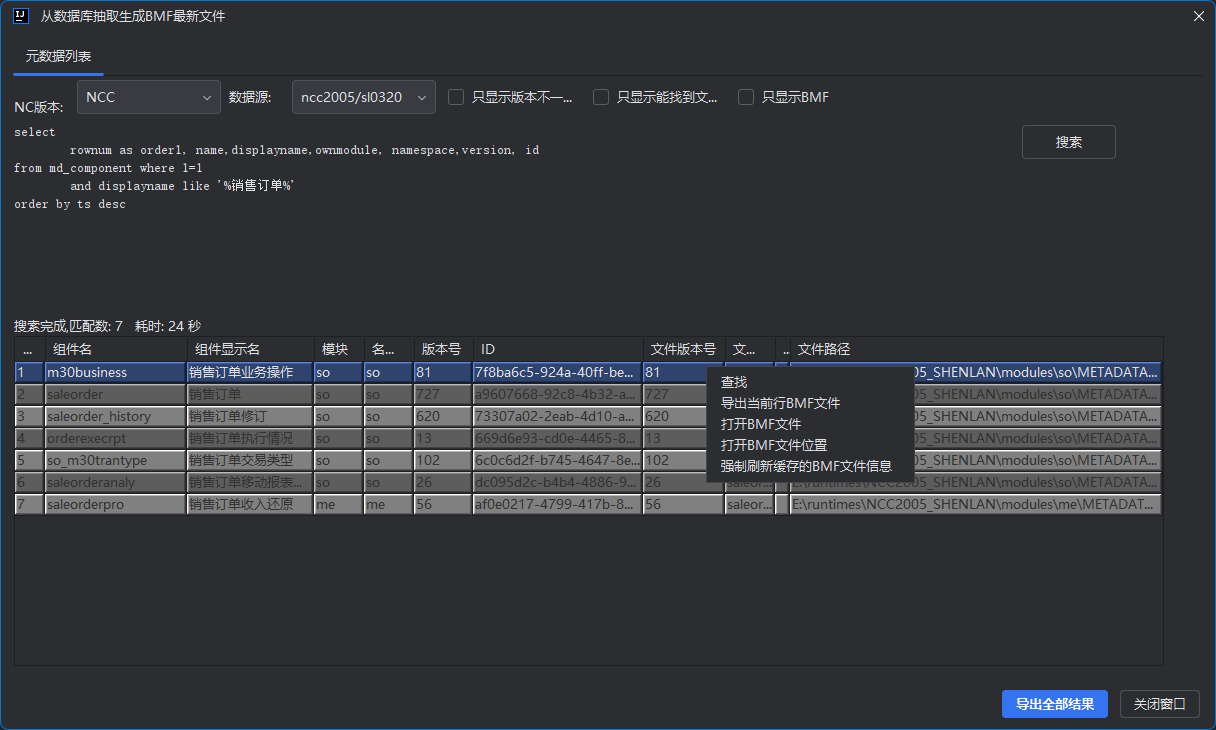 从数据库抽取生成BMF最新文件
元数据列表
NC版本: NCC 数据源: ncc2005/sl0320 只显示版本不一... 只显示能找到文... 只显示BMF
select
rownum as order1, name,displayname,ownmodule, namespace,version, id
from md_component where 1=1
and displayname like '%销售订单%'
order by ts desc
搜索
搜索完成,匹配数: 7 耗时: 24 秒
... 组件名 组件显示名 模块 名... 版本号 ID 文件版本号 文... .. 文件路径
1 m30business 销售订单业务操作 so so 81 7f8ba6c5-924a-40ff-be... 81 05_SHENLAN\modules\so\METADATA...
2 saleorder 销售订单 so so 727 a9607668-92c8-4b32-a... 727 05_SHENLAN\modules\so\METADATA...
3 saleorder_history 销售订单修订 so so 620 73307a02-2eab-4d10-a... 620 05_SHENLAN\modules\so\METADATA...
4 orderexecrpt 销售订单执行情况 so so 13 669d6e93-cd0e-4465-8... 13 05_SHENLAN\modules\so\METADATA...
5 so_m30trantype 销售订单交易类型 so so 102 6c0c6d2f-b745-4647-8e... 102 05_SHENLAN\modules\so\METADATA...
6 saleorderanaly 销售订单移动报表... so so 26 dc095d2c-b4b4-4886-9... 26 saleor... E:\runtimes\NCC2005_SHENLAN\modules\so\METADATA...
7 saleorderpro 销售订单收入还原 me me 56 af0e0217-4799-417b-8... 56 saleor... E:\runtimes\NCC2005_SHENLAN\modules\me\METADAT...
查找
导出当前行BMF文件
打开BMF文件
打开BMF文件位置
强制刷新缓存的BMF文件信息
导出全部结果 关闭窗口